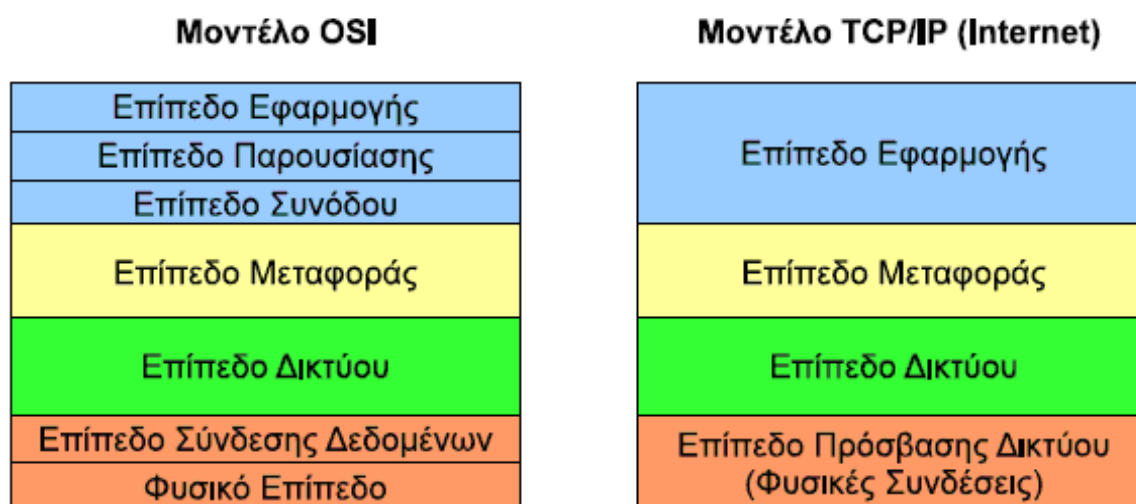 Μοντέλο OSI
Επίπεδο Εφαρμογής
Επίπεδο Παρουσίασης
Επίπεδο Συνόδου
Επίπεδο Μεταφοράς
Επίπεδο Δικτύου
Επίπεδο Σύνδεσης Δεδομένων
Φυσικό Επίπεδο
Μοντέλο TCP/IP (Internet)
Επίπεδο Εφαρμογής
Επίπεδο Μεταφοράς
Επίπεδο Δικτύου
Επίπεδο Πρόσβασης Δικτύου
(Φυσικές Συνδέσεις)